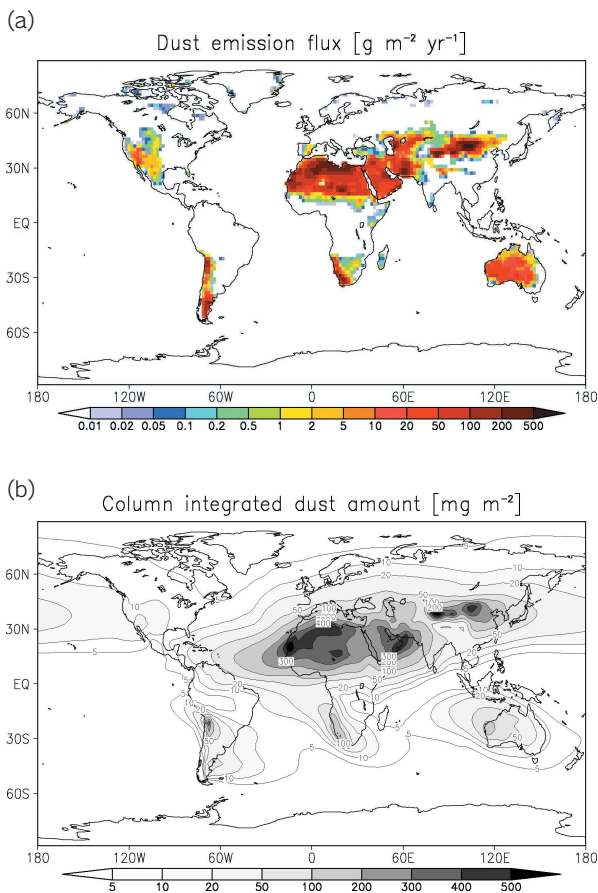 (a)
Dust emission flux [g m⁻² yr⁻¹]
60N
30N
EQ
30S
60S
180 120W 60W 0 60E 120E 180
0.01 0.02 0.05 0.1 0.2 0.5 1 2 5 10 20 50 100 200 500
(b)
Column integrated dust amount [mg m⁻²]
60N
30N
EQ
30S
60S
180 120W 60W 0 60E 120E 180
5 10 20 50 100 200 300 400 500